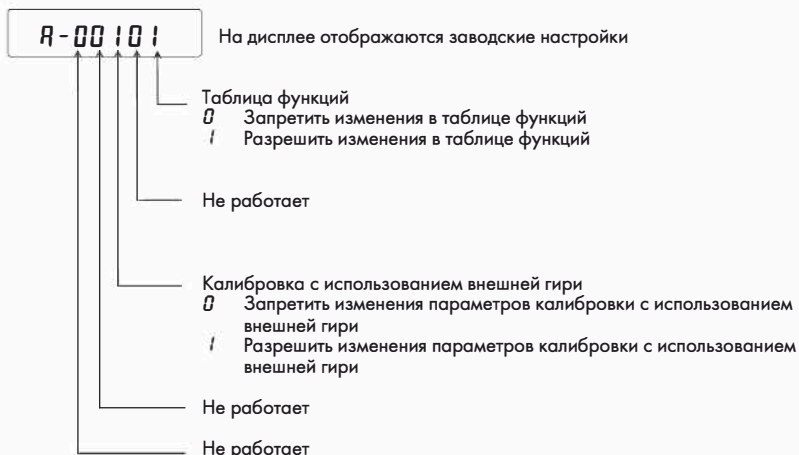 A-00101
На дисплее отображаются заводские настройки
Таблица функций
0 Запретить изменения в таблице функций
1 Разрешить изменения в таблице функций
Не работает
Калибровка с использованием внешней гири
0 Запретить изменения параметров калибровки с использованием
внешней гири
1 Разрешить изменения параметров калибровки с использованием
внешней гири
Не работает
Не работает